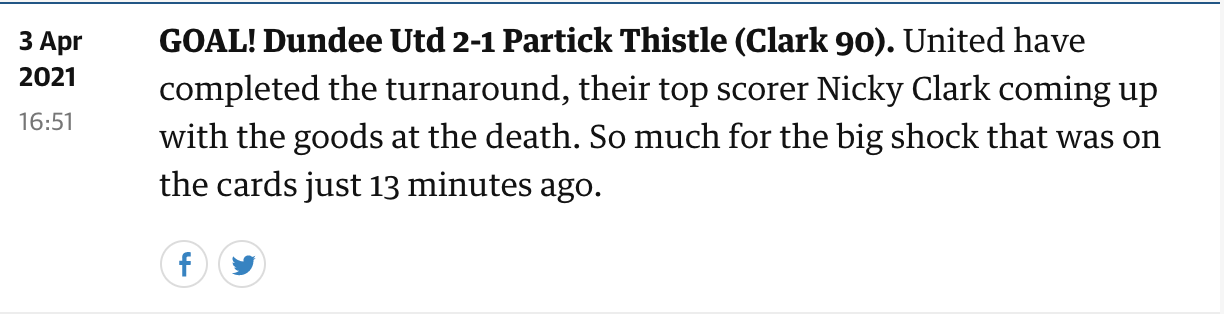 3 Apr
2021
16:51
GOAL! Dundee Utd 2-1 Partick Thistle (Clark 90). United have
completed the turnaround, their top scorer Nicky Clark coming up
with the goods at the death. So much for the big shock that was on
the cards just 13 minutes ago.